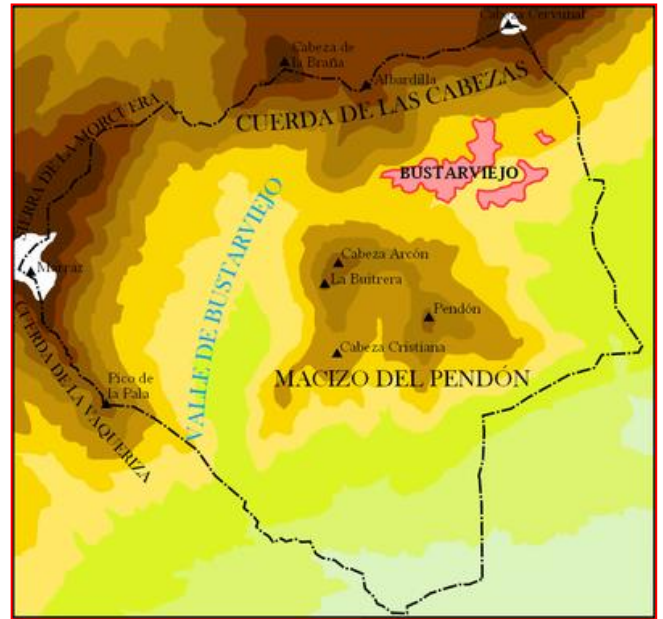 Cabeza Cervunal
Cabeza de
la Braña
Albardilla
CUERDA DE LAS CABEZAS
SIERRA DE LA MORCUERA
BUSTARVIEJO
VALLE DE BUSTARVIEJO
Cabeza Arcón
La Buitrera
Pendón
Cabeza Cristiana
MACIZO DEL PENDÓN
Pico de
la Pala
CUERDA DE LA VAQUERIZA